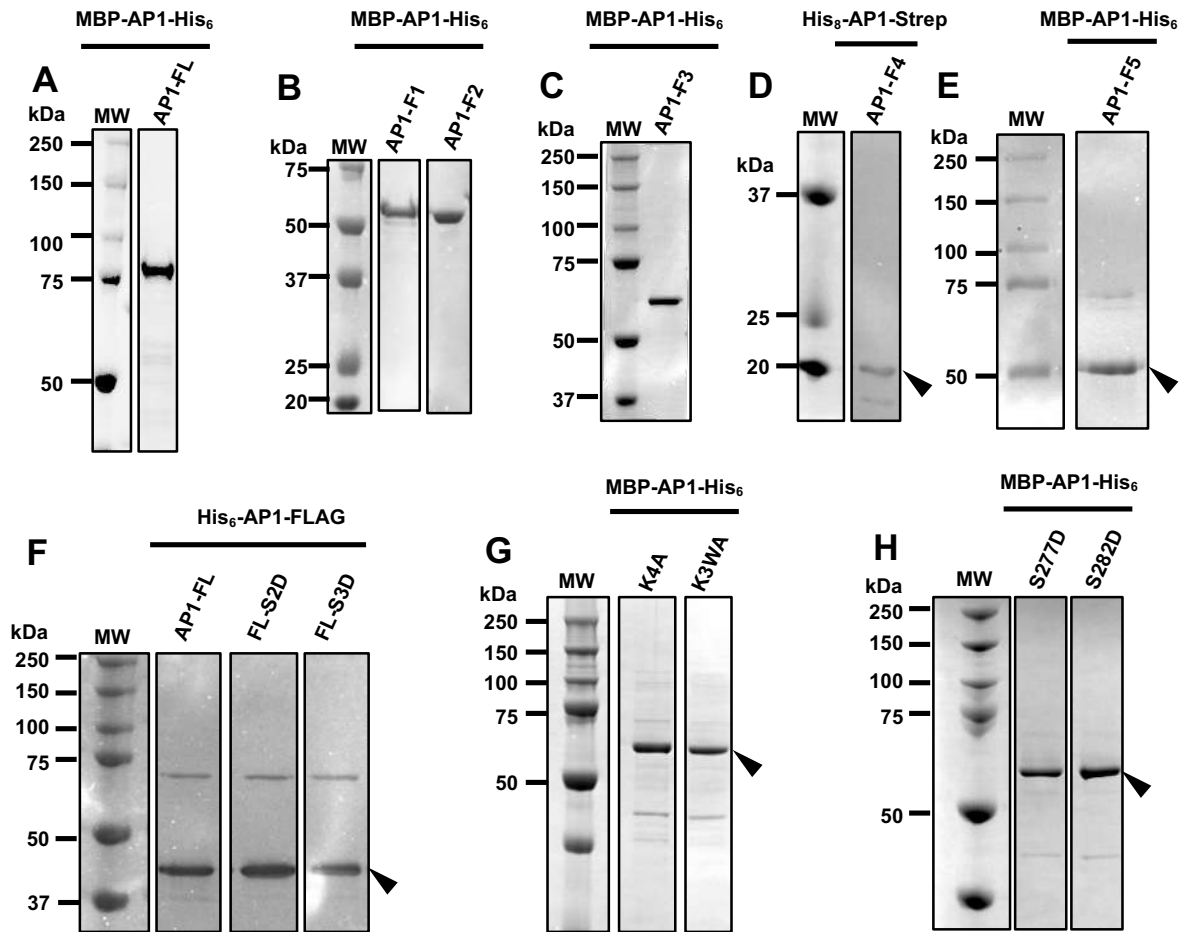 MBP-AP1-His₆
A
kDa
MW
AP1-FL
250
150
100
75
50
MBP-AP1-His₆
B
kDa
MW
AP1-F1
AP1-F2
75
50
37
25
20
MBP-AP1-His₆
C
kDa
MW
AP1-F3
250
150
100
75
50
37
His₈-AP1-Strep
D
MW
AP1-F4
kDa
37
25
20
MBP-AP1-His₆
E
kDa
MW
AP1-F5
250
150
100
75
50
His₆-AP1-FLAG
F
kDa
MW
AP1-FL
FL-S2D
FL-S3D
250
150
100
75
50
37
MBP-AP1-His₆
G
kDa
MW
K4A
K3WA
250
150
100
75
50
MBP-AP1-His₆
H
kDa
MW
S277D
S282D
250
150
100
75
50